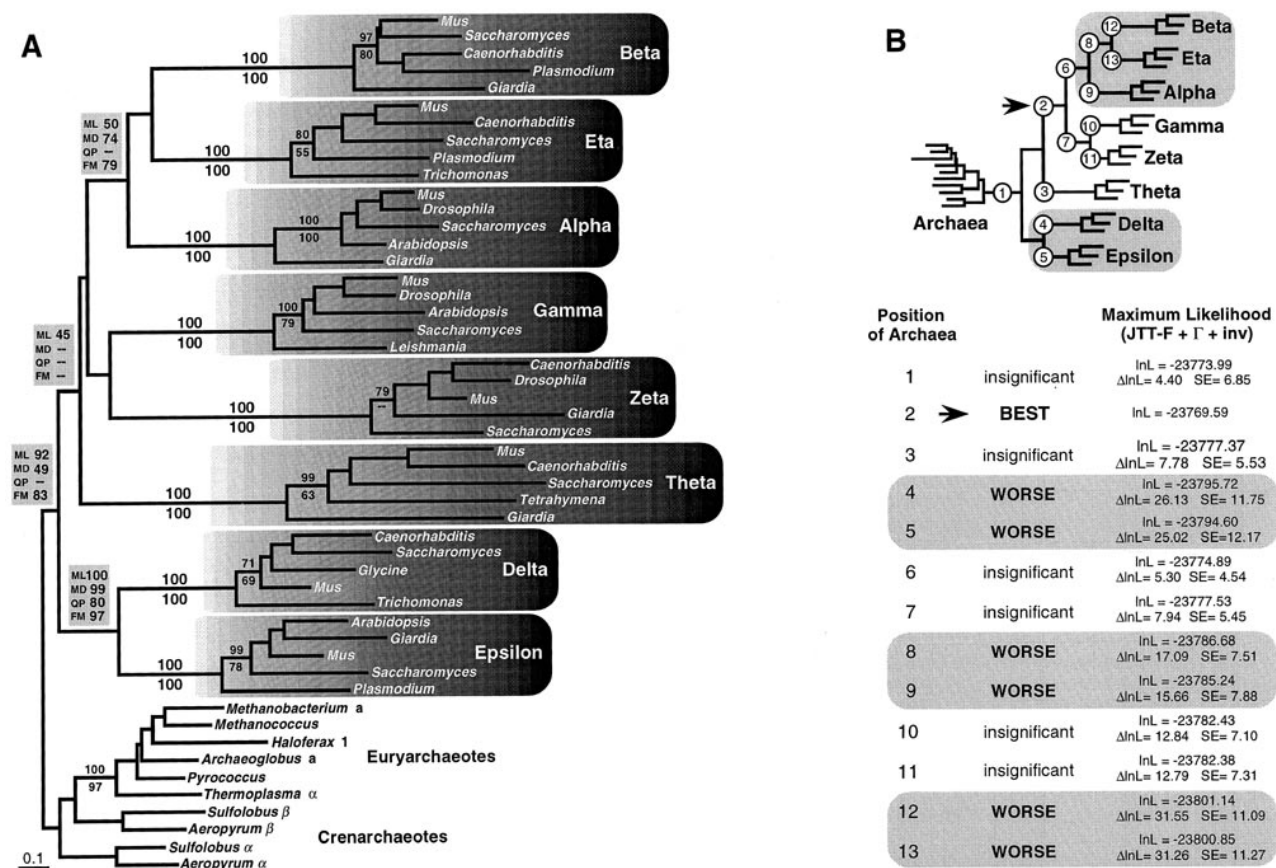 A
Mus
Saccharomyces
Caenorhabditis
Plasmodium
Giardia
Beta
97
80
100
100
Mus
Caenorhabditis
Saccharomyces
Plasmodium
Trichomonas
Eta
80
55
100
100
ML 50
MD 74
QP --
FM 79
Mus
Drosophila
Saccharomyces
Arabidopsis
Giardia
Alpha
100
100
100
100
Mus
Drosophila
Arabidopsis
Saccharomyces
Leishmania
Gamma
100
79
100
100
ML 45
MD --
QP --
FM --
Caenorhabditis
Drosophila
Mus
Giardia
Saccharomyces
Zeta
79
--
100
100
Mus
Caenorhabditis
Saccharomyces
Tetrahymena
Giardia
Theta
99
63
100
100
ML 92
MD 49
QP --
FM 83
Caenorhabditis
Saccharomyces
Glycine
Mus
Trichomonas
Delta
71
69
100
100
ML100
MD 99
QP 80
FM 97
Arabidopsis
Giardia
Mus
Saccharomyces
Plasmodium
Epsilon
99
78
100
100
Methanobacterium a
Methanococcus
Haloferax 1
Archaeoglobus a
Pyrococcus
Thermoplasma α
Euryarchaeotes
100
97
Sulfolobus β
Aeropyrum β
Crenarchaeotes
Sulfolobus α
Aeropyrum α
0.1
B
12 Beta
8
13 Eta
6
9 Alpha
2
10 Gamma
7
11 Zeta
1
3 Theta
Archaea
4 Delta
5 Epsilon
Position of Archaea
Maximum Likelihood
(JTT-F + Γ + inv)
1 insignificant lnL = -23773.99
ΔlnL= 4.40 SE= 6.85
2 BEST lnL = -23769.59
3 insignificant lnL = -23777.37
ΔlnL= 7.78 SE= 5.53
4 WORSE lnL = -23795.72
ΔlnL= 26.13 SE= 11.75
5 WORSE lnL = -23794.60
ΔlnL= 25.02 SE=12.17
6 insignificant lnL = -23774.89
ΔlnL= 5.30 SE= 4.54
7 insignificant lnL = -23777.53
ΔlnL= 7.94 SE= 5.45
8 WORSE lnL = -23786.68
ΔlnL= 17.09 SE= 7.51
9 WORSE lnL = -23785.24
ΔlnL= 15.66 SE= 7.88
10 insignificant lnL = -23782.43
ΔlnL= 12.84 SE= 7.10
11 insignificant lnL = -23782.38
ΔlnL= 12.79 SE= 7.31
12 WORSE lnL = -23801.14
ΔlnL= 31.55 SE= 11.09
13 WORSE lnL = -23800.85
ΔlnL= 31.26 SE= 11.27